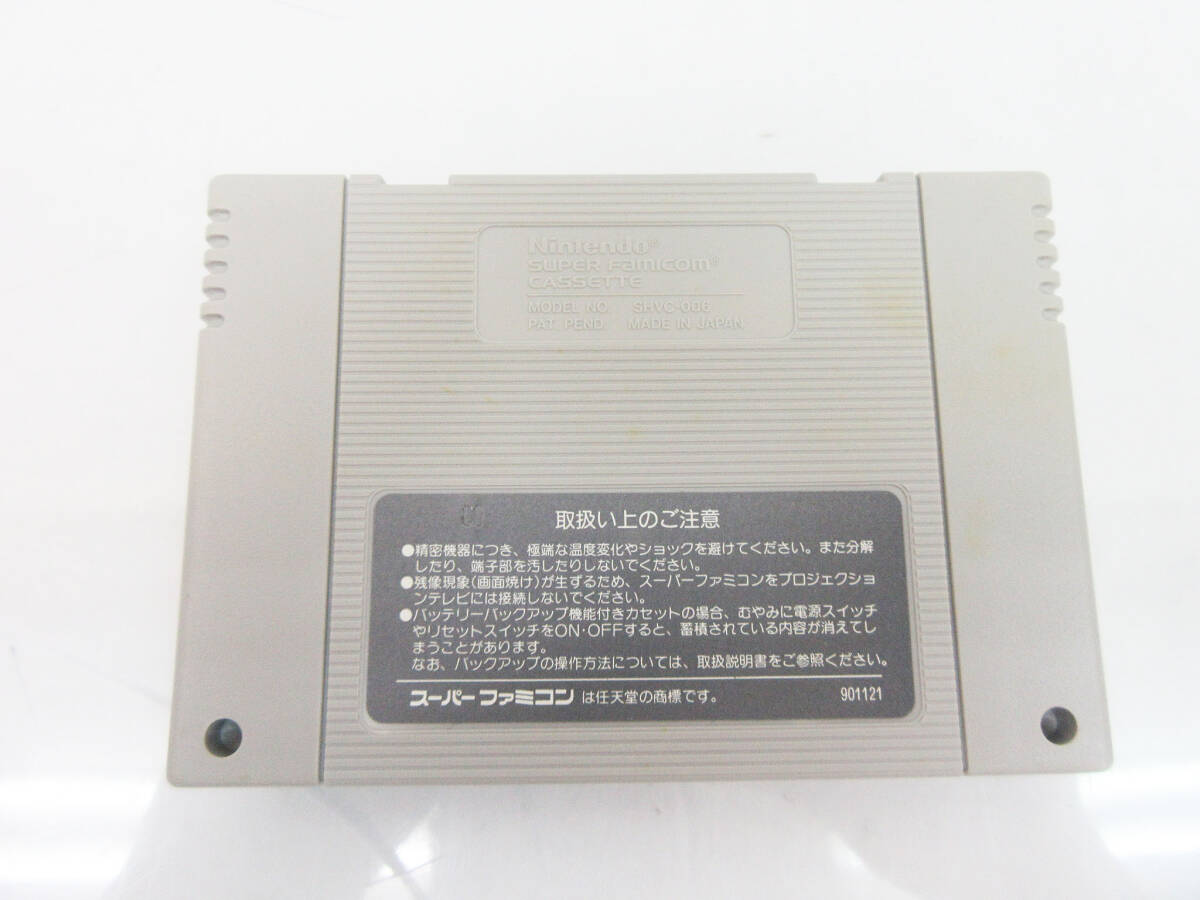 Nintendo®
SUPER Famicom®
CASSETTE
MODEL NO. SHVC-006
PAT. PEND. MADE IN JAPAN
取扱い上のご注意
●精密機器につき、極端な温度変化やショックを避けてください。また分解
したり、端子部を汚したりしないでください。
●残像現象(画面焼け)が生ずるため、スーパーファミコンをプロジェクショ
ンテレビには接続しないでください。
●バッテリーバックアップ機能付きカセットの場合、むやみに電源スイッチ
やリセットスイッチをON・OFFすると、蓄積されている内容が消えてし
まうことがあります。
なお、バックアップの操作方法については、取扱説明書をご参照ください。
スーパーファミコン は任天堂の商標です。 901121